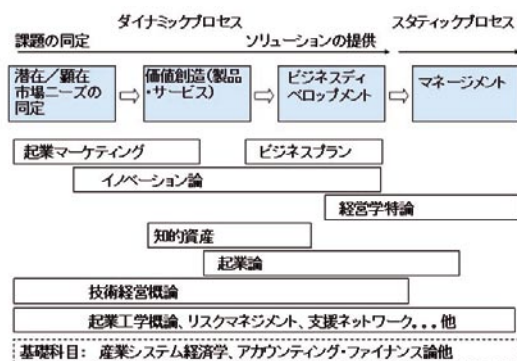 ダイナミックプロセス スタティックプロセス
課題の同定 ソリューションの提供
潜在／顕在
市場ニーズの
同定
価値創造（製品
・サービス）
ビジネスディ
ベロップメント
マネージメント
起業マーケティング ビジネスプラン
イノベーション論
経営学特論
知的資産
起業論
技術経営概論
起業工学概論、リスクマネジメント、支援ネットワーク．．．他
基礎科目： 産業システム経済学、アカウンティング・ファイナンス論他